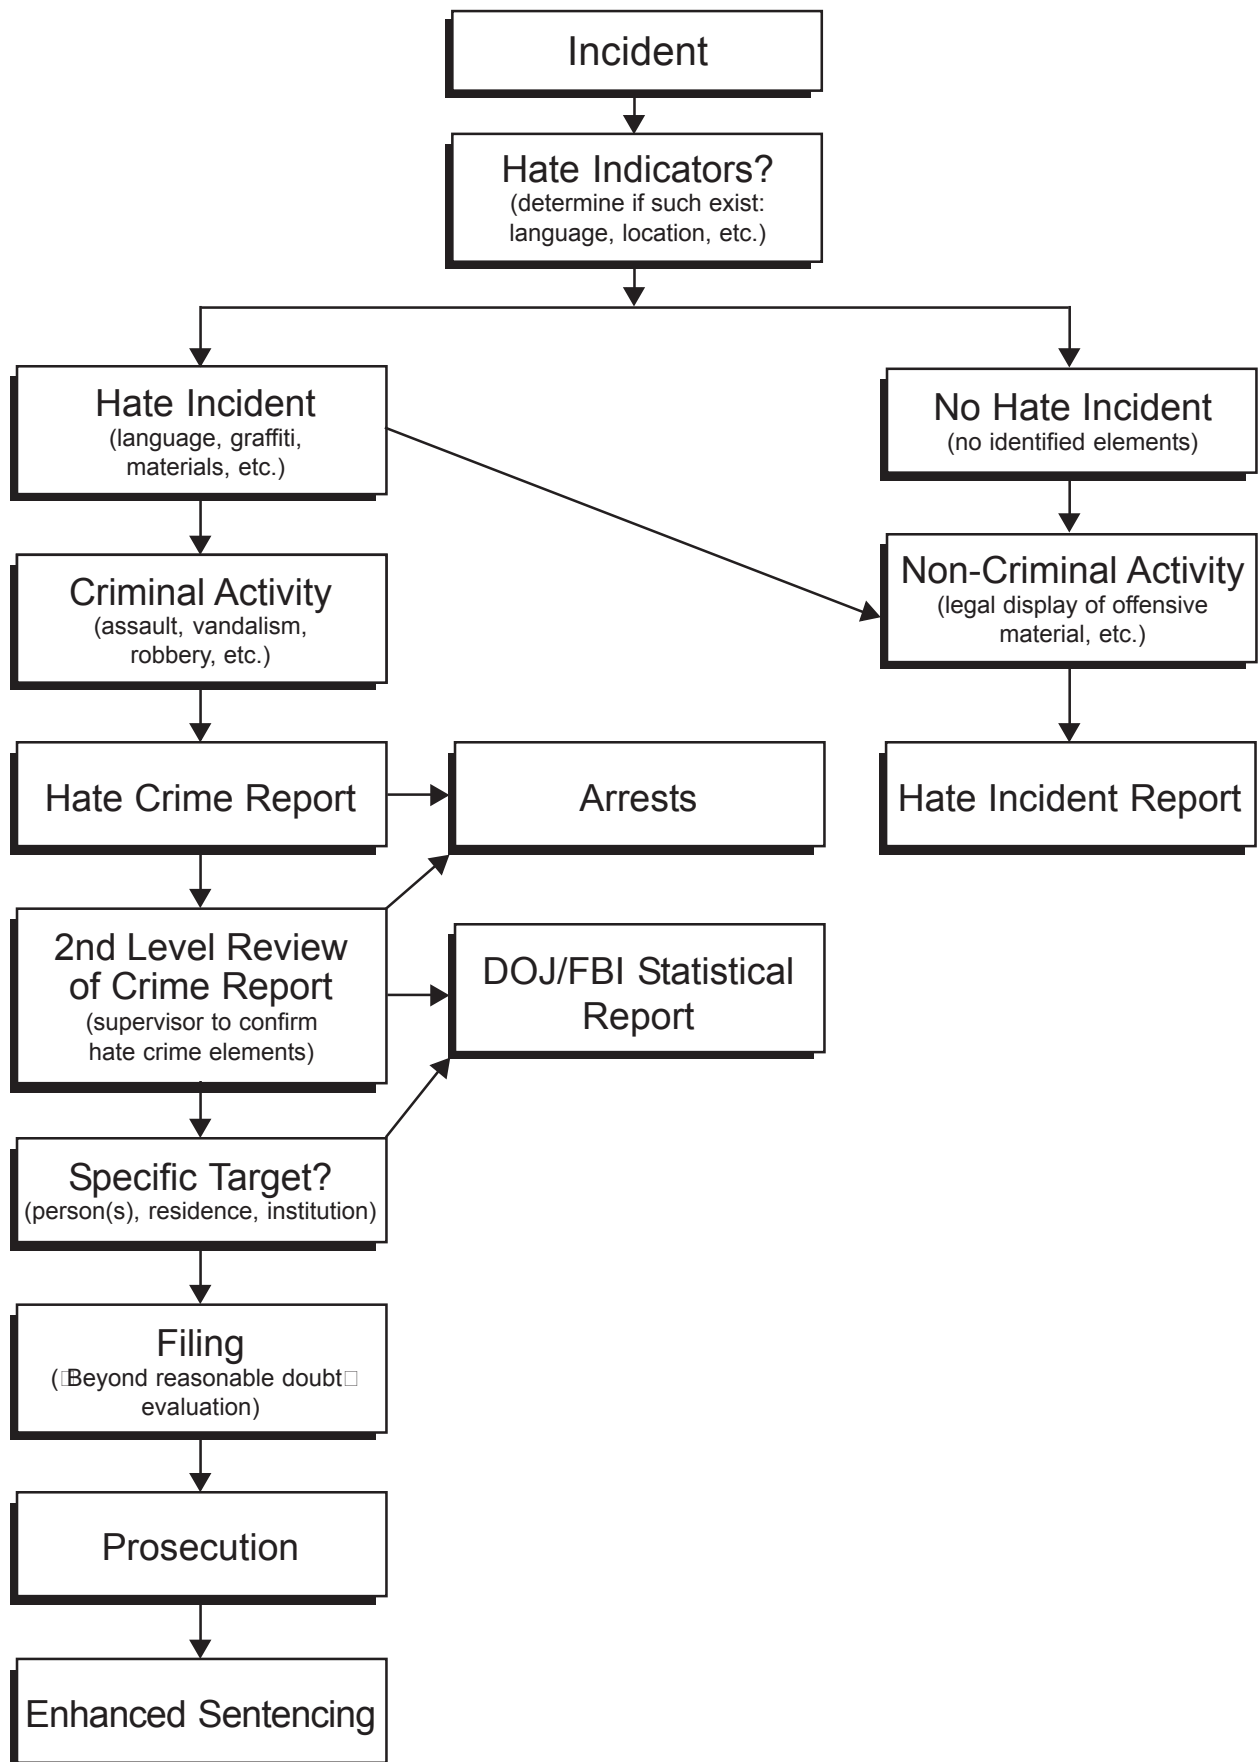 Incident
Hate Indicators?
(determine if such exist:
language, location, etc.)
Hate Incident
(language, graffiti,
materials, etc.)
No Hate Incident
(no identified elements)
Criminal Activity
(assault, vandalism,
robbery, etc.)
Non-Criminal Activity
(legal display of offensive
material, etc.)
Hate Crime Report
Arrests
Hate Incident Report
2nd Level Review
of Crime Report
(supervisor to confirm
hate crime elements)
DOJ/FBI Statistical
Report
Specific Target?
(person(s), residence, institution)
Filing
(□Beyond reasonable doubt□
evaluation)
Prosecution
Enhanced Sentencing